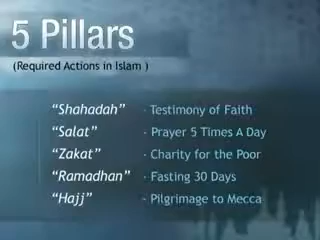 5 Pillars
(Required Actions in Islam )
“Shahadah” - Testimony of Faith
“Salat” - Prayer 5 Times A Day
“Zakat” - Charity for the Poor
“Ramadhan” - Fasting 30 Days
“Hajj” - Pilgrimage to Mecca